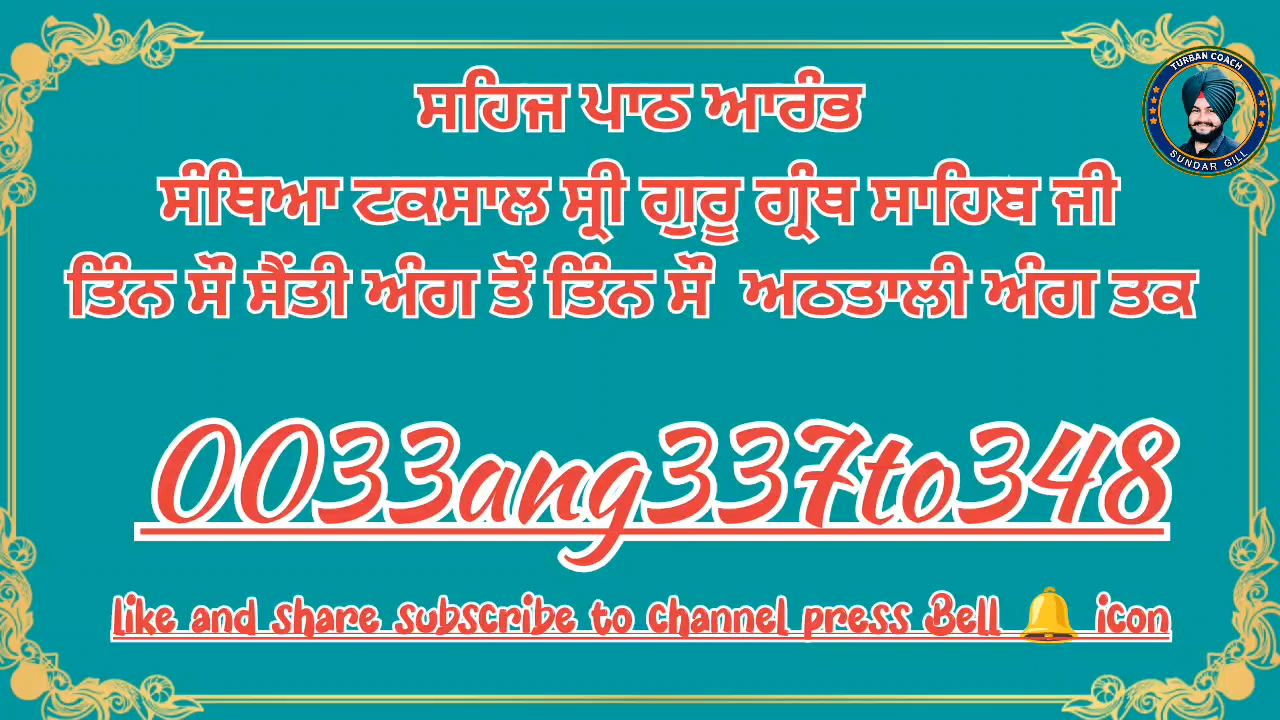 ਸਹਿਜ ਪਾਠ ਆਰੰਭ
TURBAN COACH
SUNDAR GILL
ਸੰਥਿਆ ਟਕਸਾਲ ਸ੍ਰੀ ਗੁਰੂ ਗ੍ਰੰਥ ਸਾਹਿਬ ਜੀ
ਤਿੰਨ ਸੌ ਸੈਂਤੀ ਅੰਗ ਤੋਂ ਤਿੰਨ ਸੌ ਅਠਤਾਲੀ ਅੰਗ ਤਕ
0033ang337to348
like and share subscribe to channel press Bell 🔔 icon